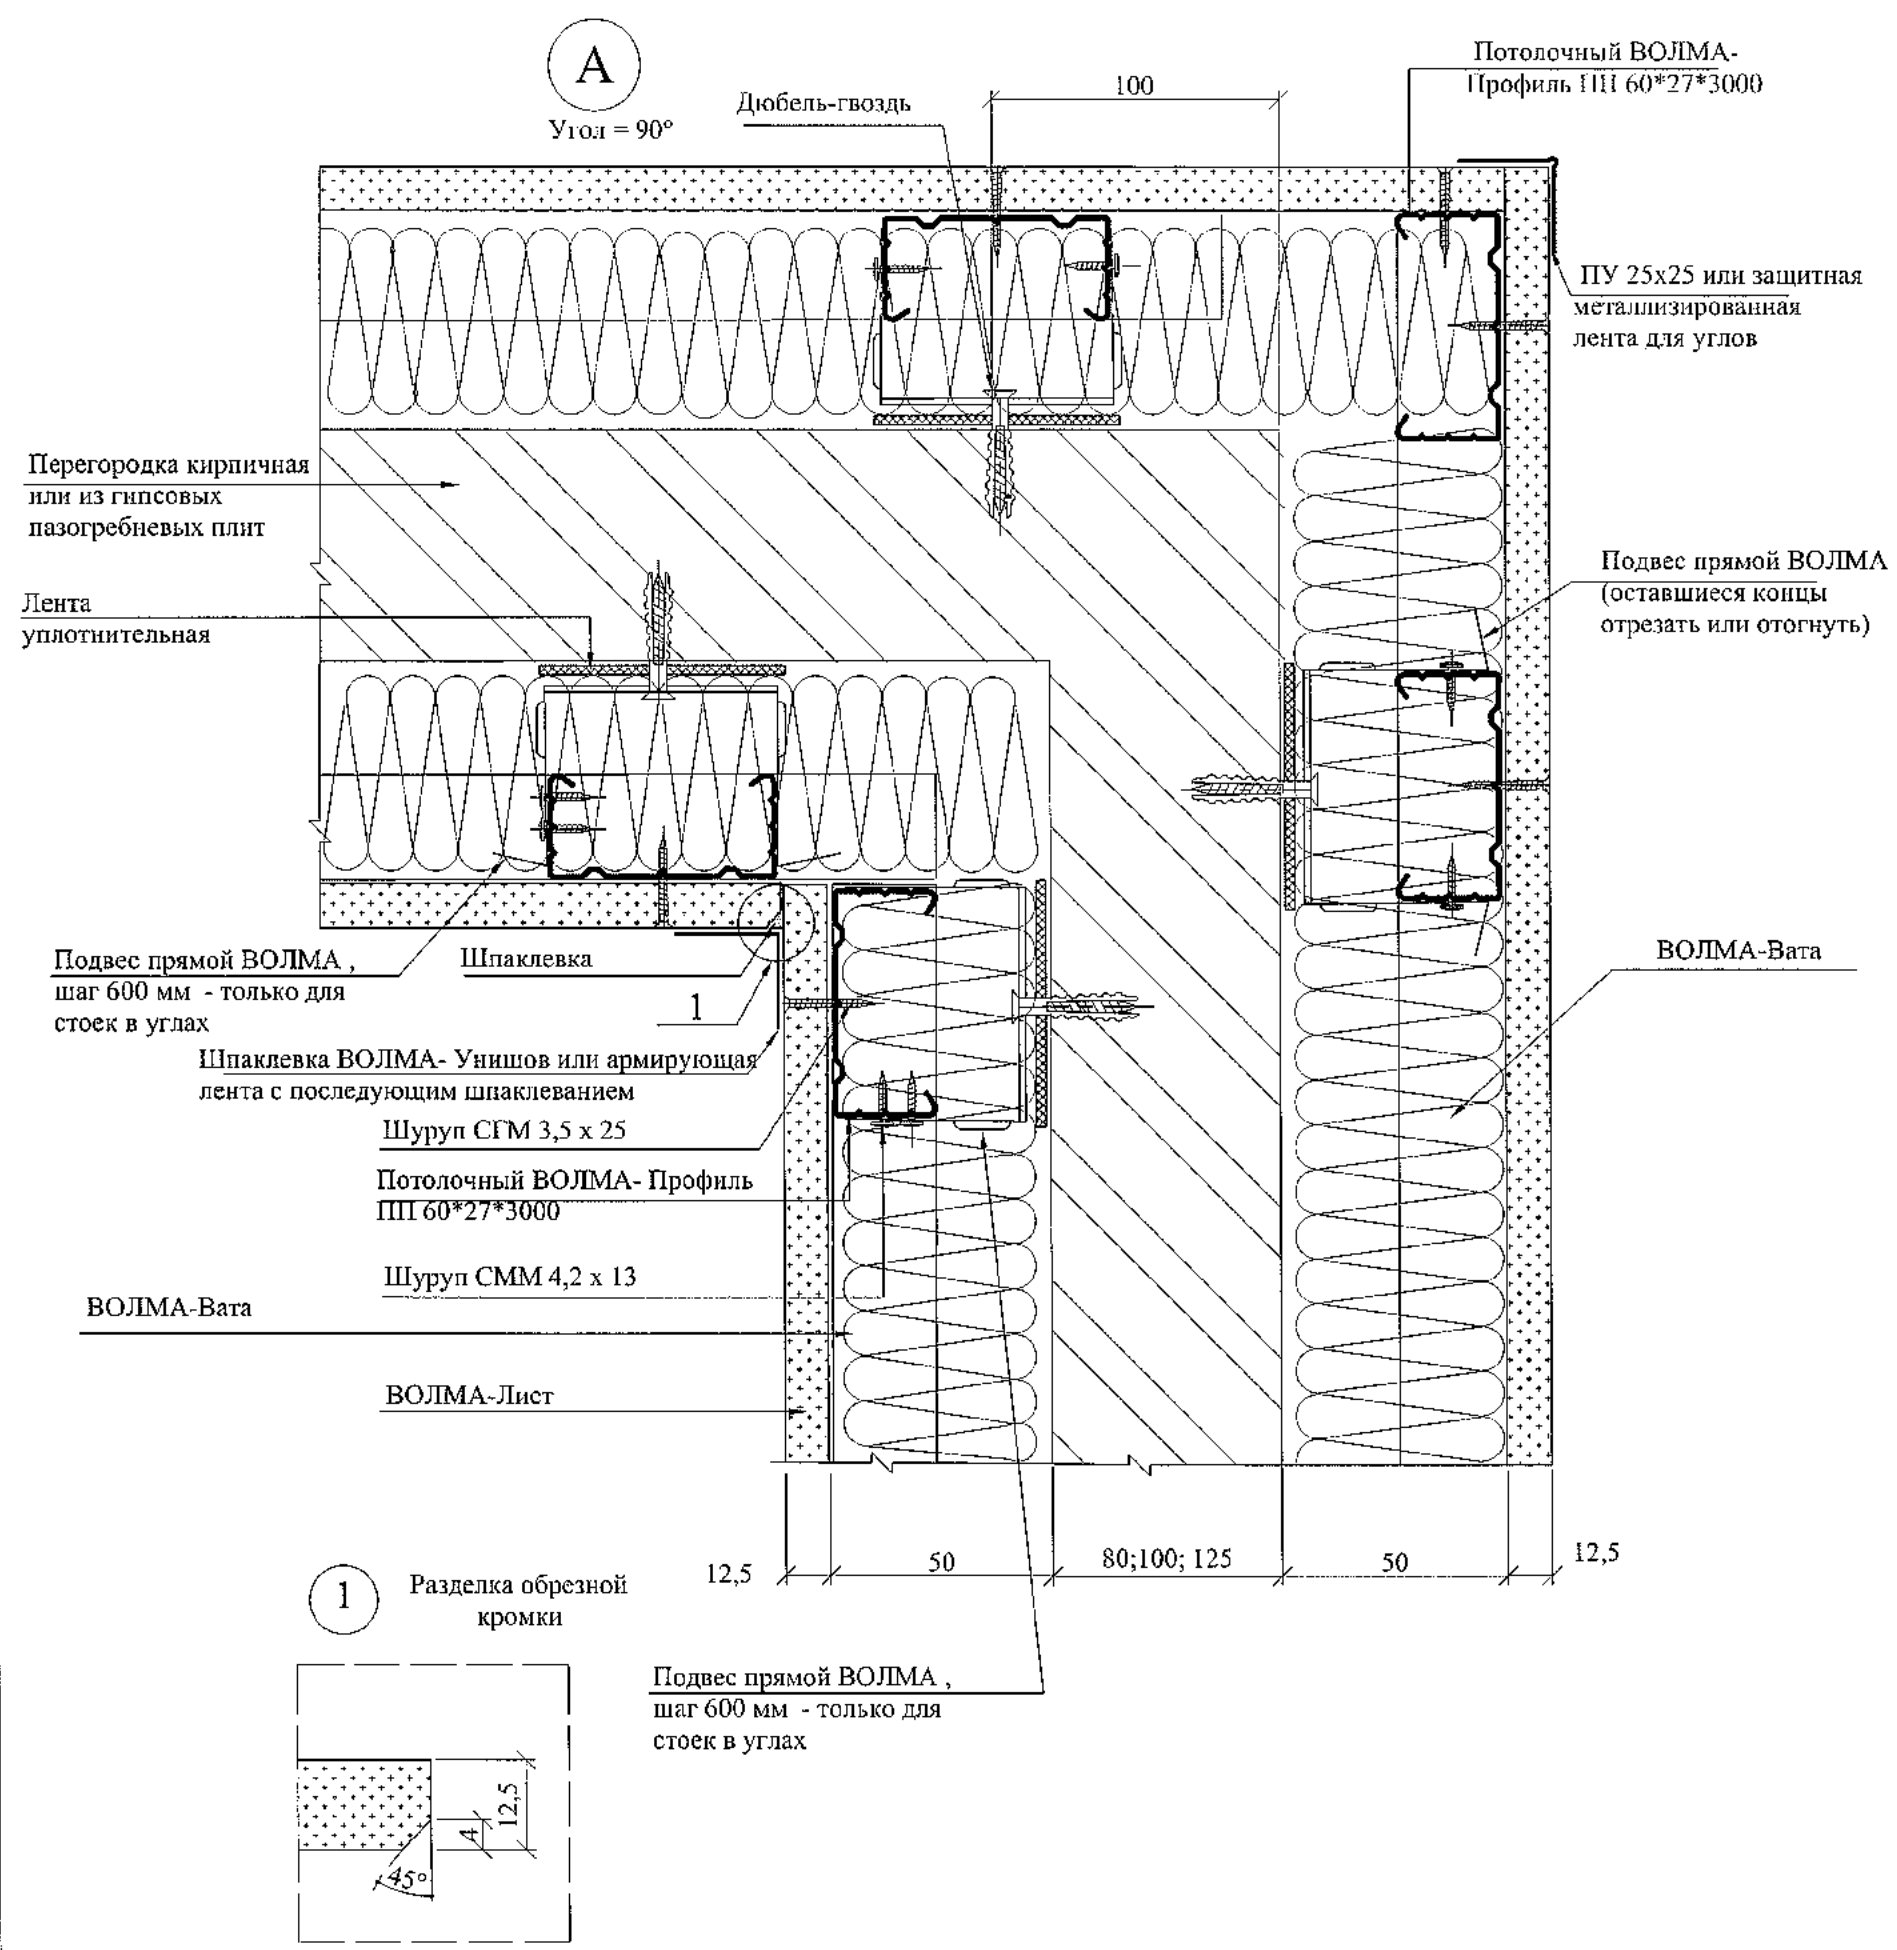 А
Угол = 90°
Дюбель-гвоздь
100
Потолочный ВОЛМА-
Профиль ПП 60*27*3000
ПУ 25х25 или защитная
металлизированная
лента для углов
Перегородка кирпичная
или из гипсовых
пазогребневых плит
Лента
уплотнительная
Подвес прямой ВОЛМА
(оставшиеся концы
отрезать или отогнуть)
Подвес прямой ВОЛМА ,
шаг 600 мм - только для
стоек в углах
Шпаклевка
1
ВОЛМА-Вата
Шпаклевка ВОЛМА- Унишов или армирующая
лента с последующим шпаклеванием
Шуруп СГМ 3,5 х 25
Потолочный ВОЛМА- Профиль
ПП 60*27*3000
Шуруп СММ 4,2 х 13
ВОЛМА-Вата
ВОЛМА-Лист
12,5
50
80;100; 125
50
12,5
1
Разделка обрезной
кромки
Подвес прямой ВОЛМА ,
шаг 600 мм - только для
стоек в углах
12,5
4
45°